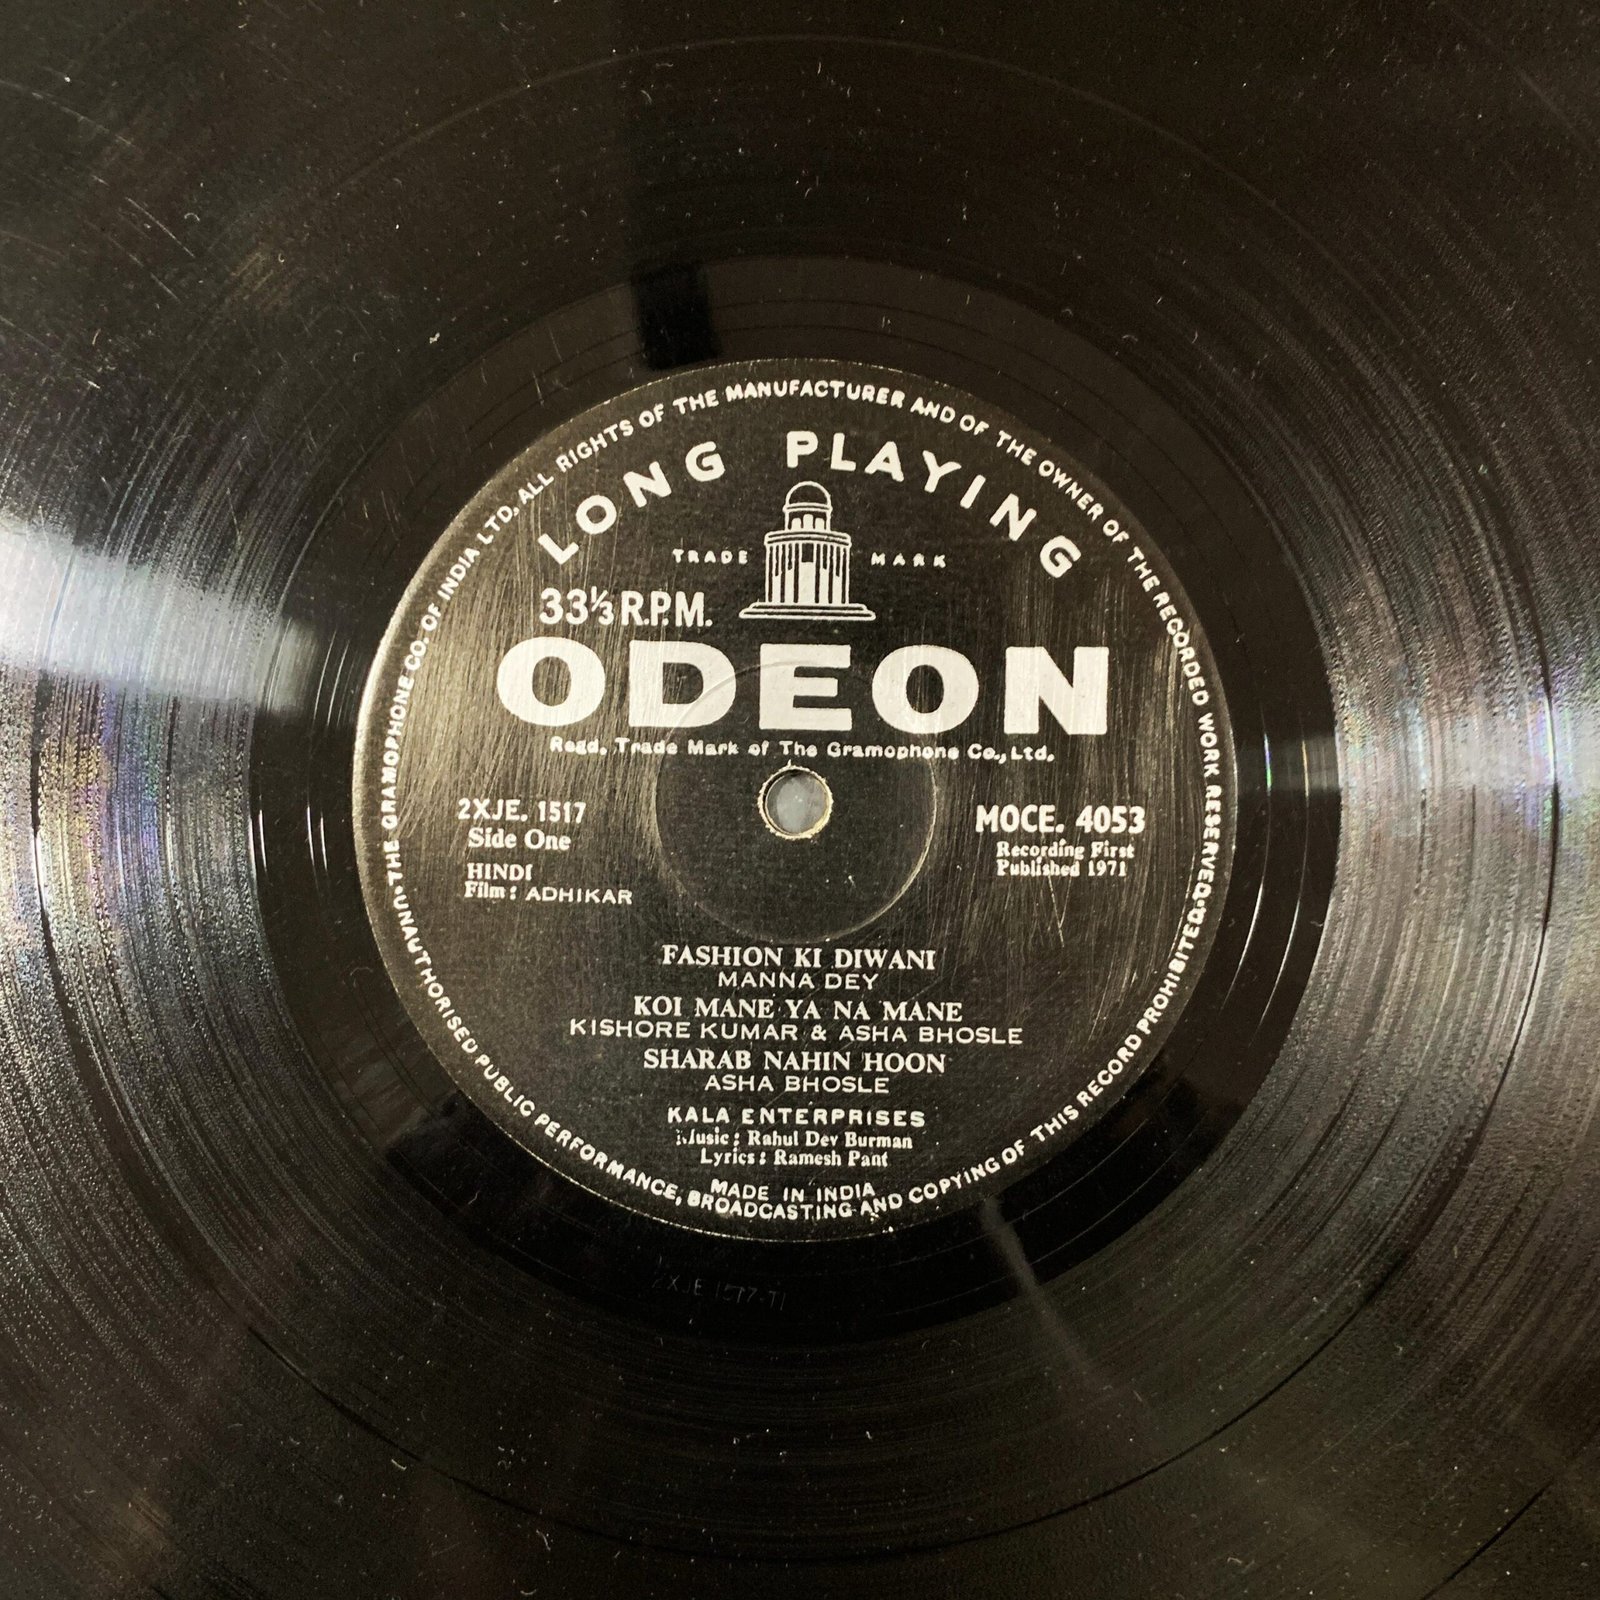 THE GRAMOPHONE CO. OF INDIA LTD. ALL RIGHTS OF THE MANUFACTURER AND OF THE OWNER OF THE RECORDED WORK RESERVED.
UNAUTHORISED PUBLIC PERFORMANCE, BROADCASTING AND COPYING OF THIS RECORD PROHIBITED.
LONG PLAYING
TRADE MARK
33⅓ R.P.M.
ODEON
Regd. Trade Mark of The Gramophone Co., Ltd.
2XJE. 1517
Side One
HINDI
Film: ADHIKAR
MOCE. 4053
Recording First
Published 1971
FASHION KI DIWANI
MANNA DEY
KOI MANE YA NA MANE
KISHORE KUMAR & ASHA BHOSLE
SHARAB NAHIN HOON
ASHA BHOSLE
KALA ENTERPRISES
Music: Rahul Dev Burman
Lyrics: Ramesh Pant
MADE IN INDIA
2XJE 1517-T1